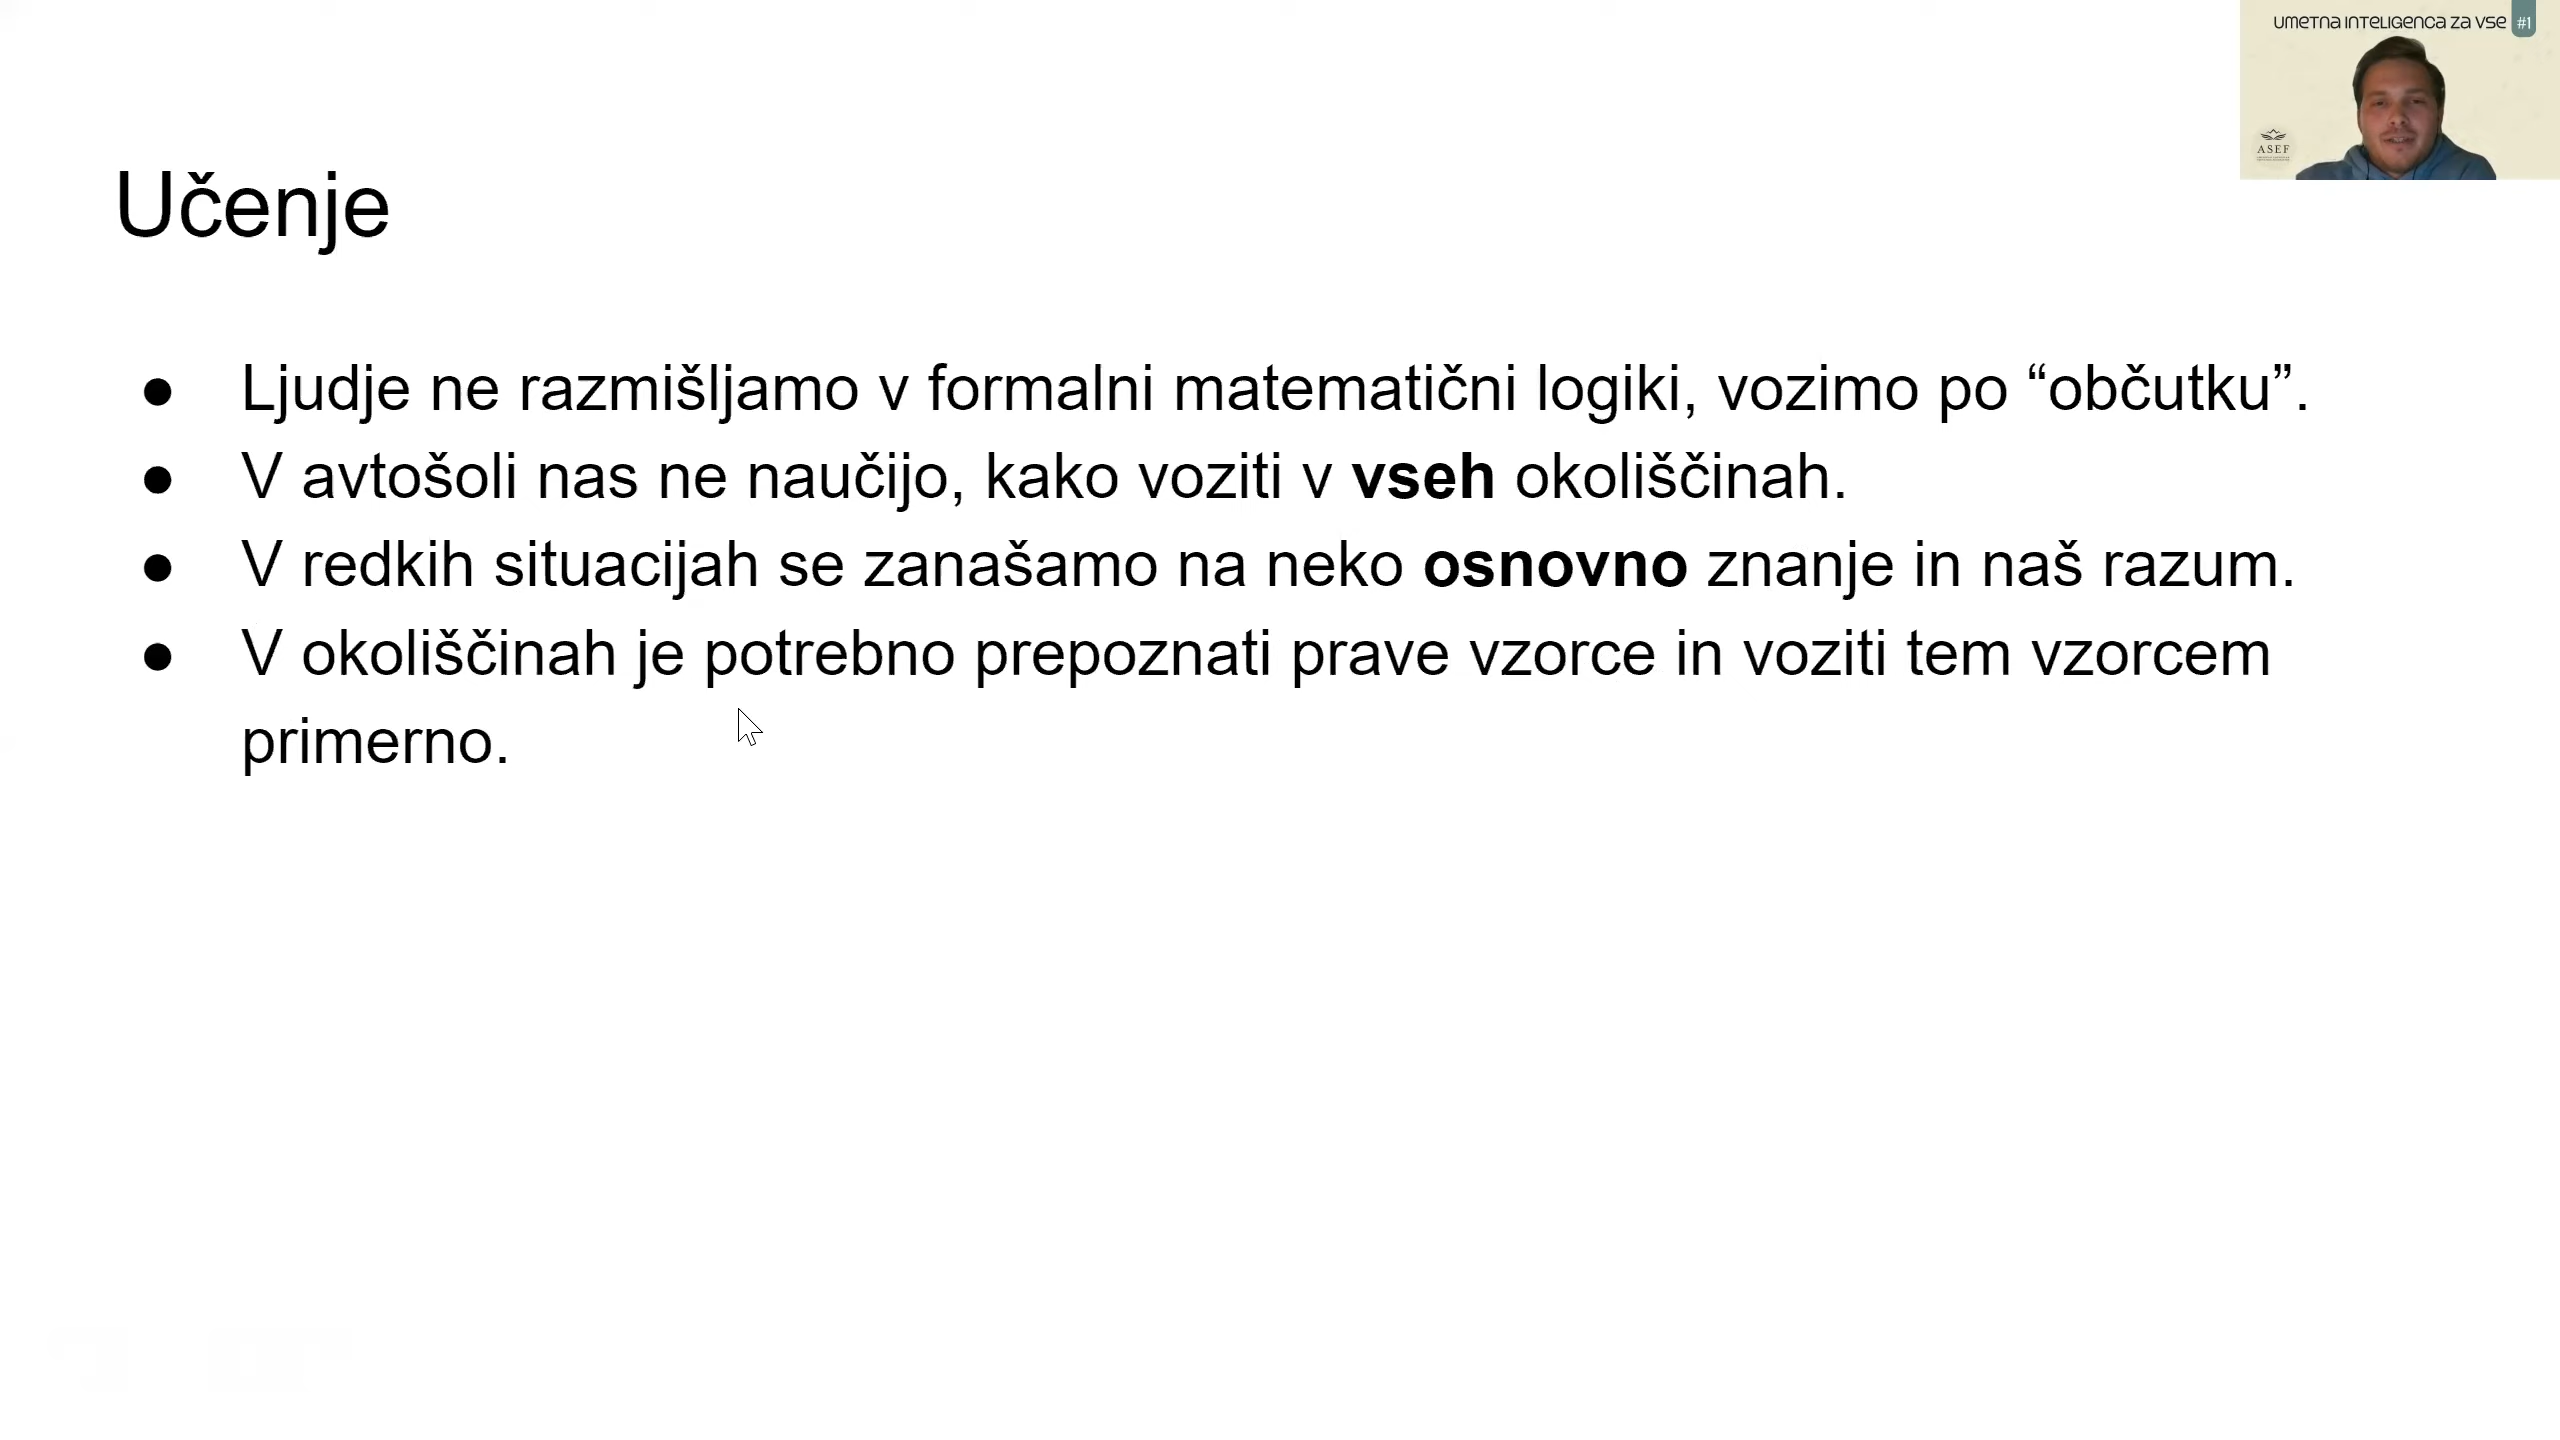 UMETNA INTELIGENCA ZA VSE #1
ASEF
Učenje
● Ljudje ne razmišljamo v formalni matematični logiki, vozimo po “občutku”.
● V avtošoli nas ne naučijo, kako voziti v vseh okoliščinah.
● V redkih situacijah se zanašamo na neko osnovno znanje in naš razum.
● V okoliščinah je potrebno prepoznati prave vzorce in voziti tem vzorcem
primerno.